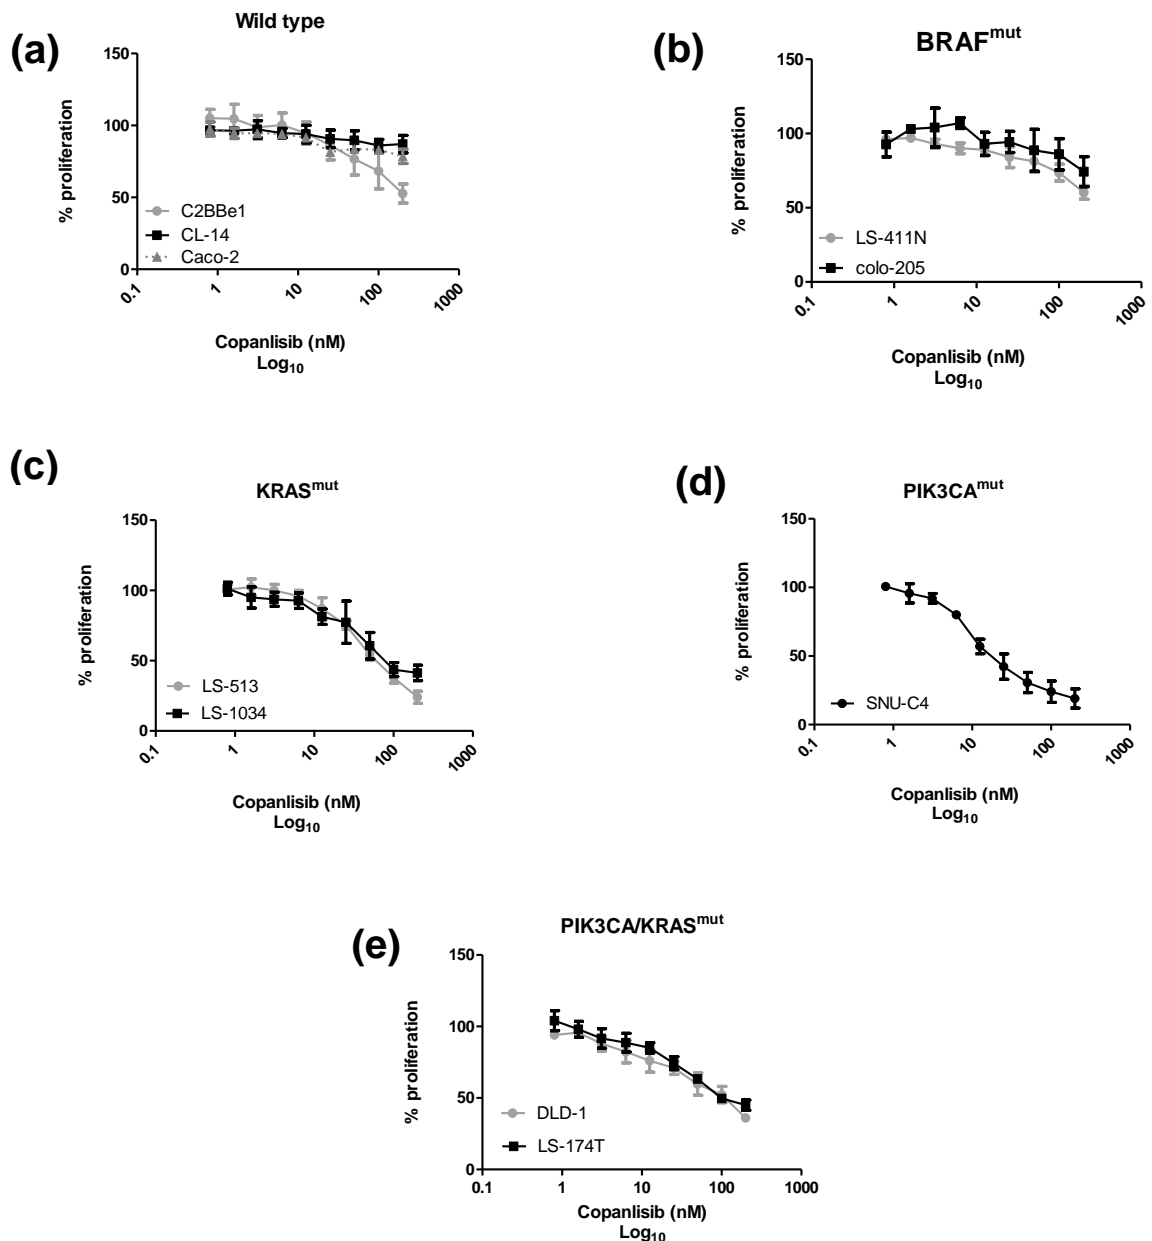 (a)
Wild type
150
100
50
0
% proliferation
C2BBe1
CL-14
Caco-2
0.1
1
10
100
1000
Copanlisib (nM)
Log₁₀
(b)
BRAFᵐᵘᵗ
150
100
50
0
% proliferation
LS-411N
colo-205
0.1
1
10
100
1000
Copanlisib (nM)
Log₁₀
(c)
KRASᵐᵘᵗ
150
100
50
0
% proliferation
LS-513
LS-1034
0.1
1
10
100
1000
Copanlisib (nM)
Log₁₀
(d)
PIK3CAᵐᵘᵗ
150
100
50
0
% proliferation
SNU-C4
0.1
1
10
100
1000
Copanlisib (nM)
Log₁₀
(e)
PIK3CA/KRASᵐᵘᵗ
150
100
50
0
% proliferation
DLD-1
LS-174T
0.1
1
10
100
1000
Copanlisib (nM)
Log₁₀